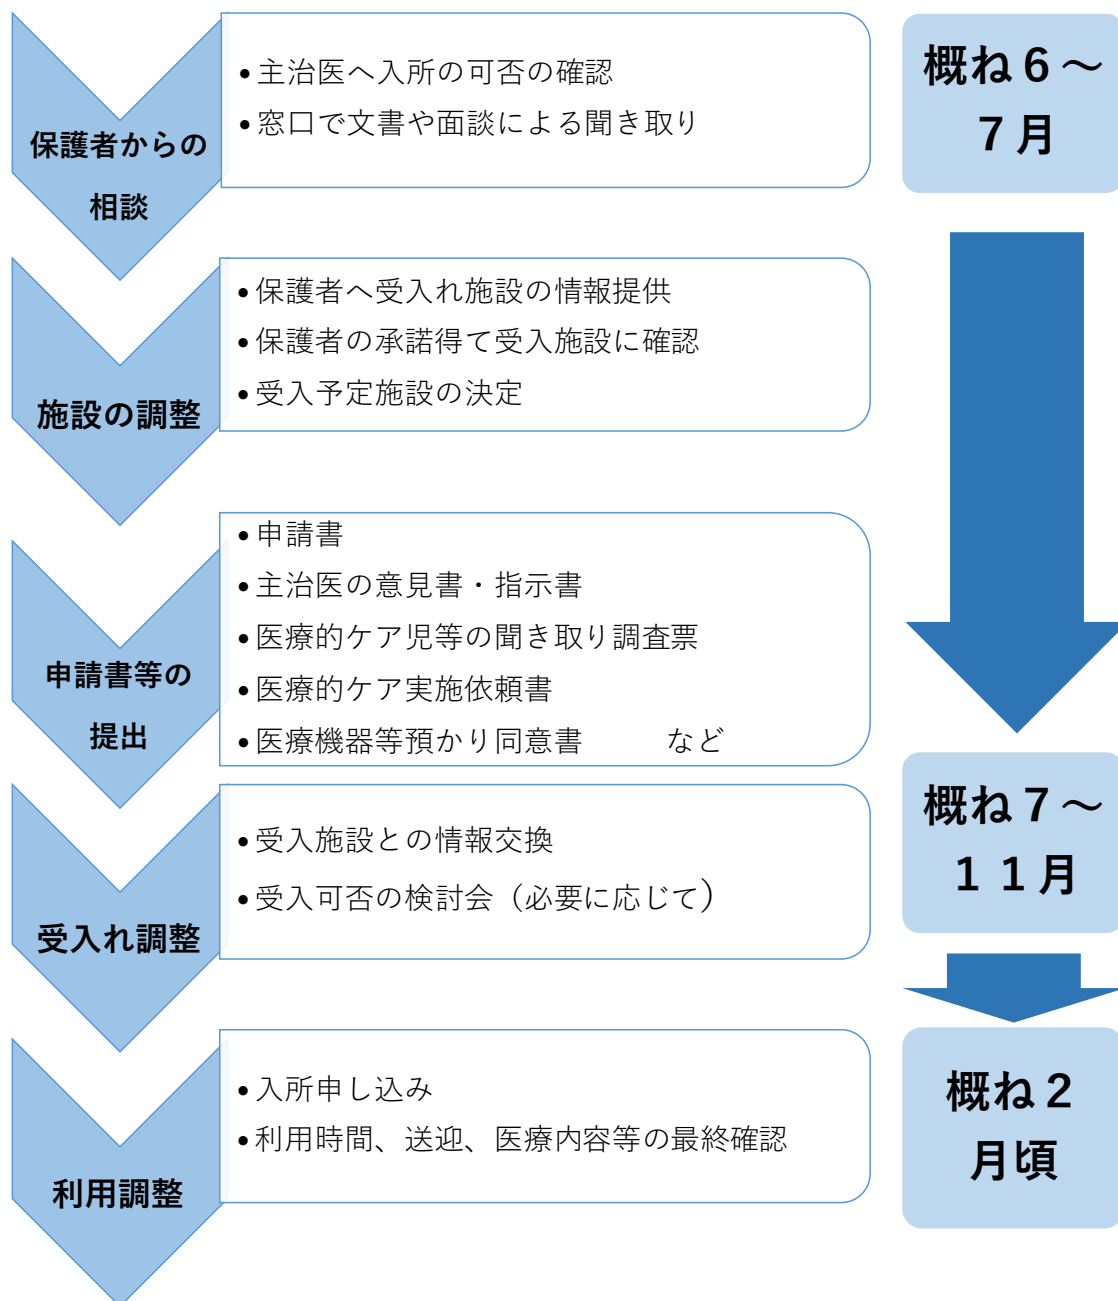 保護者からの
相談
・主治医へ入所の可否の確認
・窓口で文書や面談による聞き取り
概ね６～
７月
施設の調整
・保護者へ受入れ施設の情報提供
・保護者の承諾得て受入施設に確認
・受入予定施設の決定
申請書等の
提出
・申請書
・主治医の意見書・指示書
・医療的ケア児等の聞き取り調査票
・医療的ケア実施依頼書
・医療機器等預かり同意書　　　など
受入れ調整
・受入施設との情報交換
・受入可否の検討会（必要に応じて）
概ね７～
１１月
利用調整
・入所申し込み
・利用時間、送迎、医療内容等の最終確認
概ね２
月頃